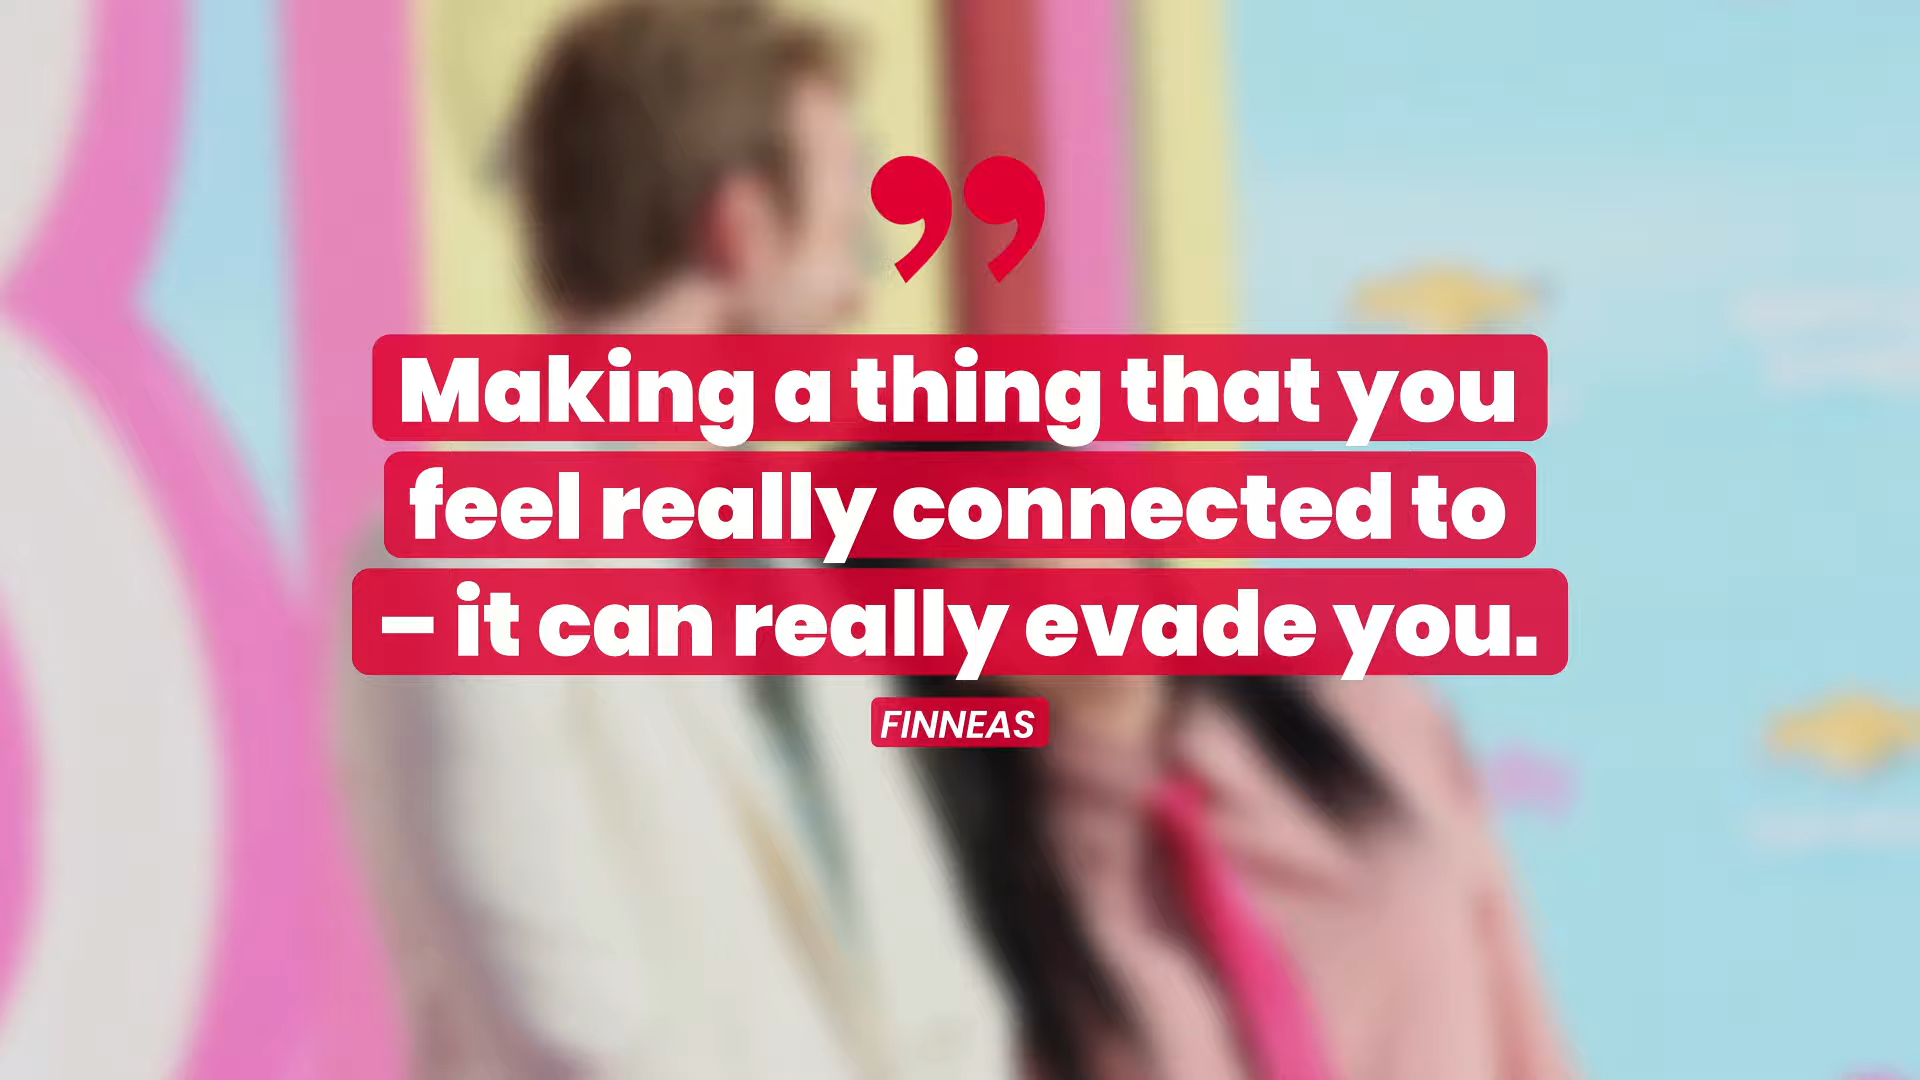 ”
Making a thing that you
feel really connected to
– it can really evade you.
FINNEAS